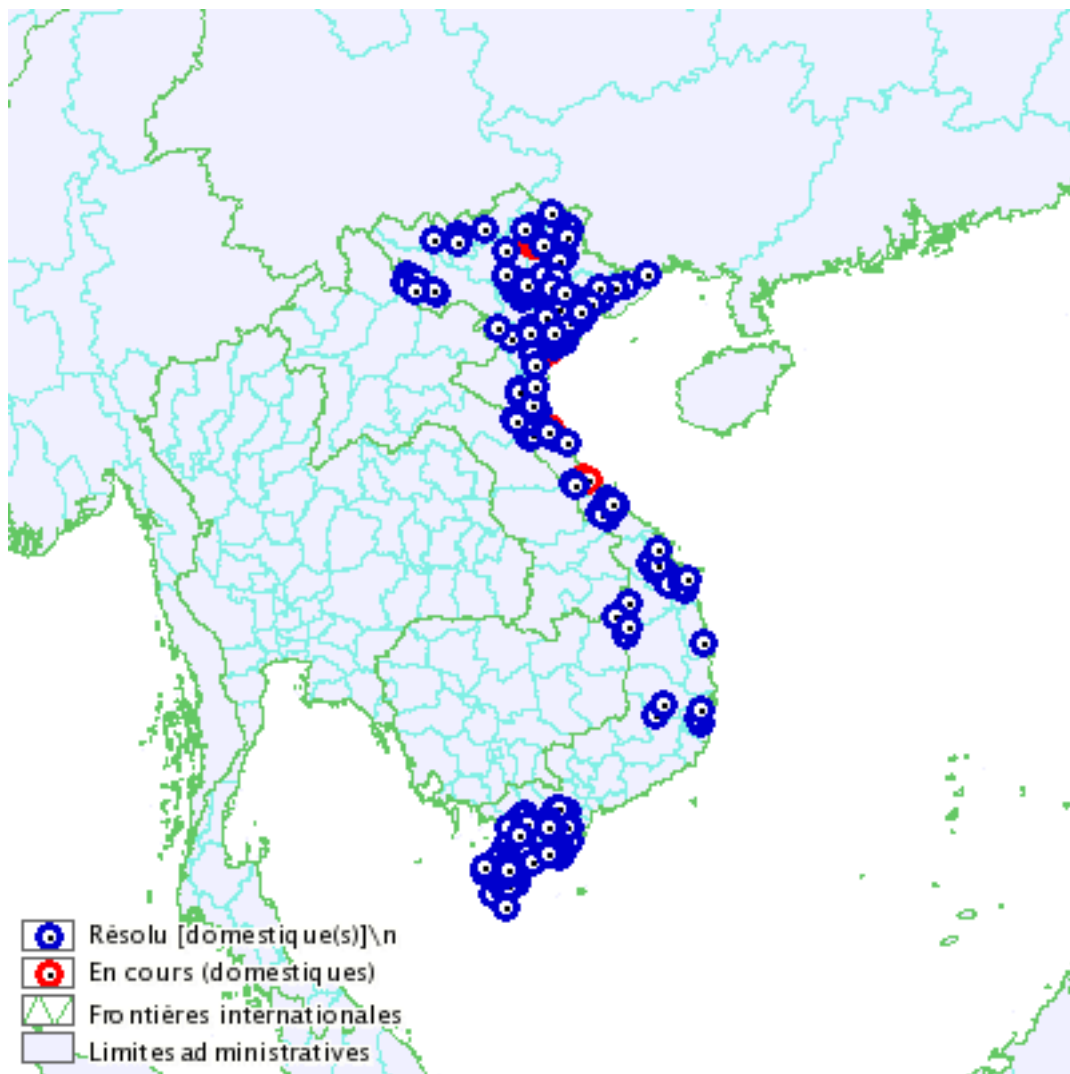 Résolu [domestique(s)]\n
En cours (domestiques)
Frontières internationales
Limites administratives